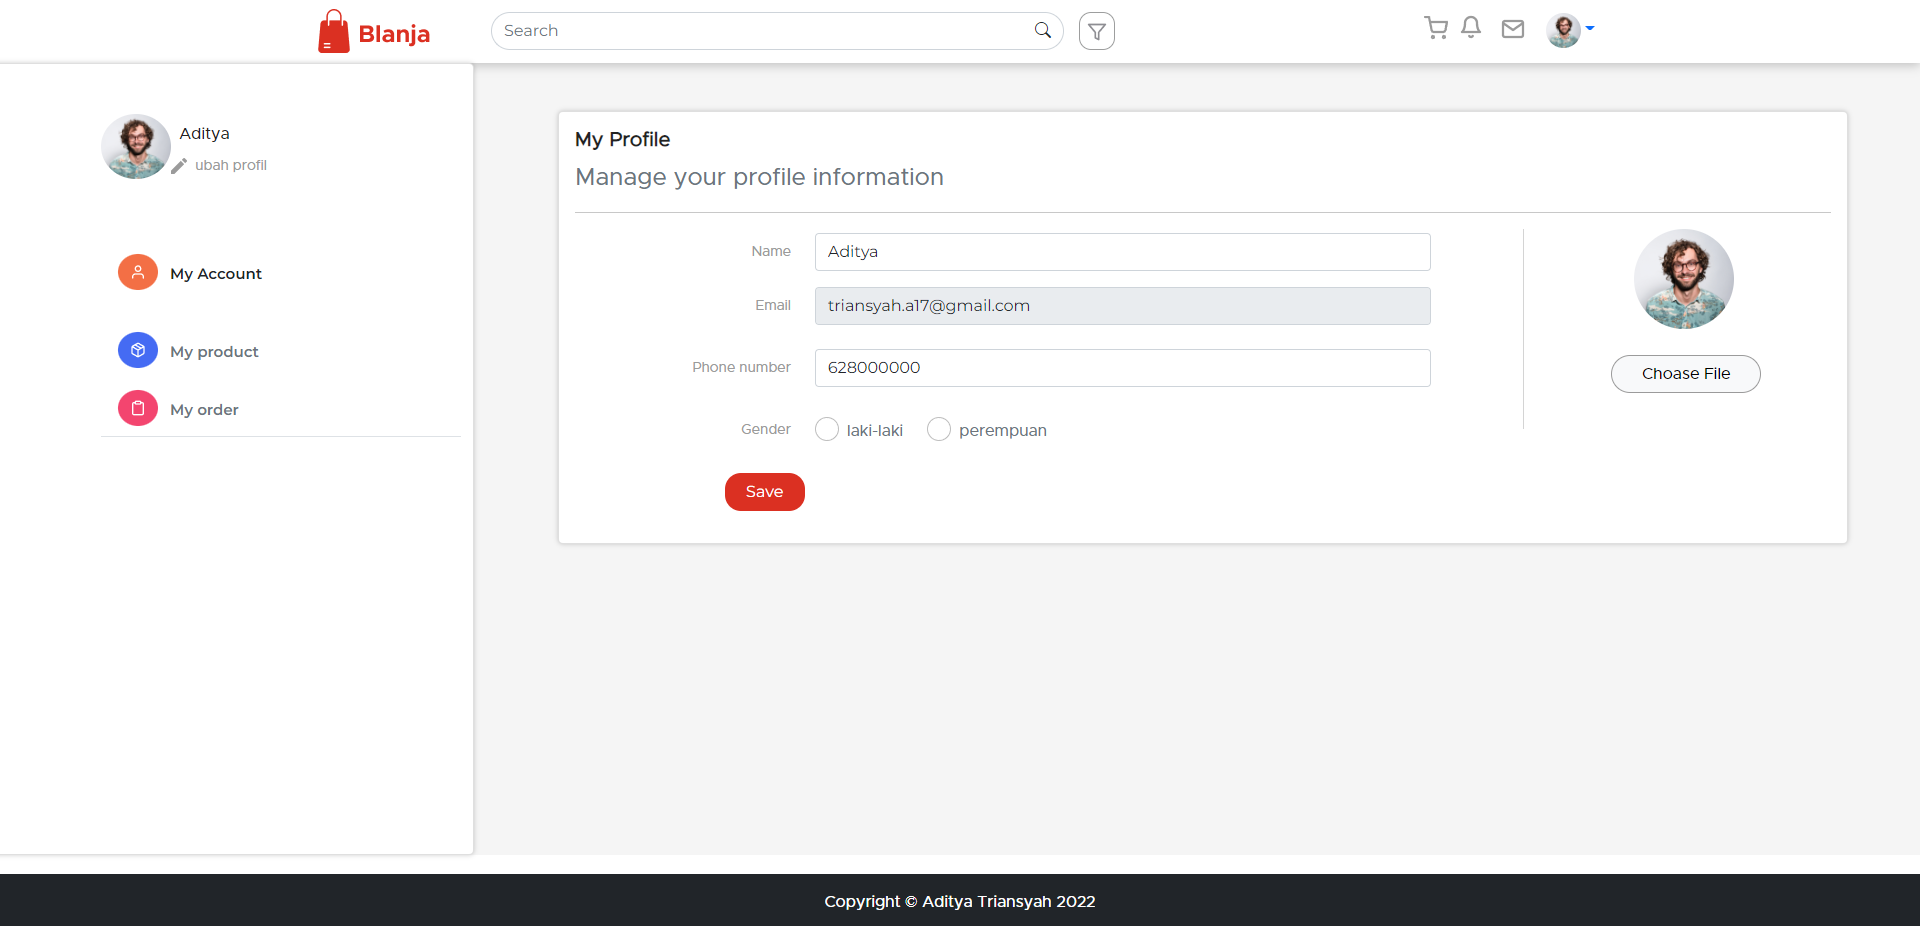 Blanja
Search
Aditya
ubah profil
My Account
My product
My order
My Profile
Manage your profile information
Name
Aditya
Email
triansyah.a17@gmail.com
Phone number
628000000
Gender
laki-laki
perempuan
Save
Choase File
Copyright © Aditya Triansyah 2022